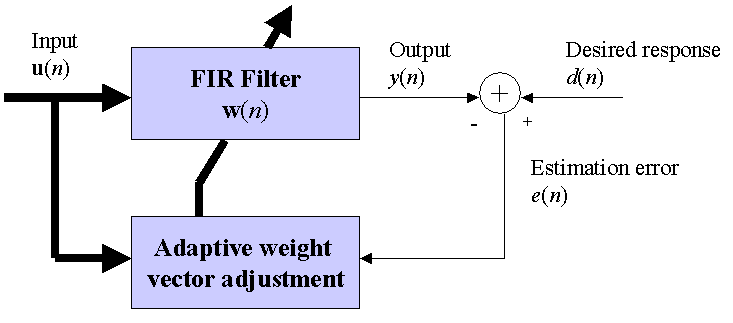 Input
u(n)
FIR Filter
w(n)
Output
y(n)
Desired response
d(n)
+
-
+
Estimation error
e(n)
Adaptive weight
vector adjustment